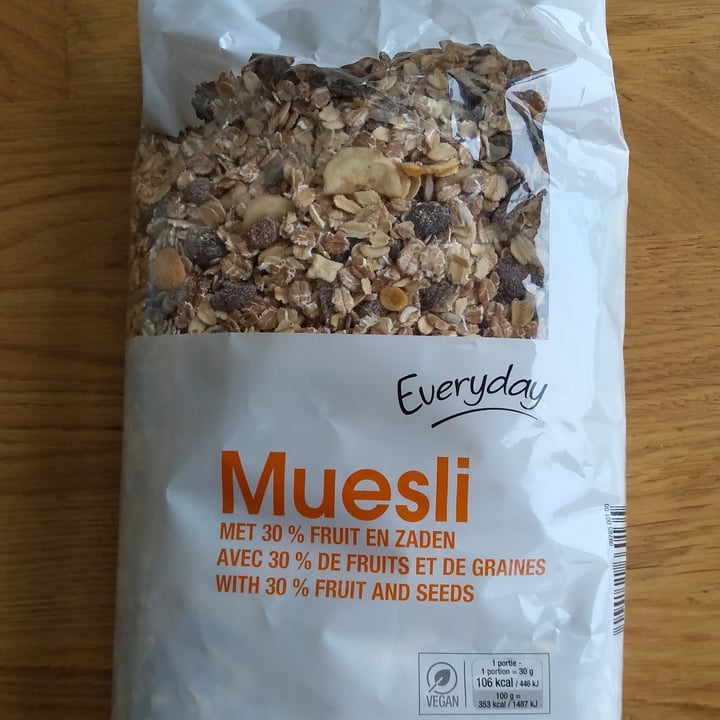 Everyday
Muesli
MET 30 % FRUIT EN ZADEN
AVEC 30 % DE FRUITS ET DE GRAINES
WITH 30 % FRUIT AND SEEDS
VEGAN
1 portie -
1 portion = 30 g
106 kcal / 446 kJ
100 g =
353 kcal / 1487 kJ